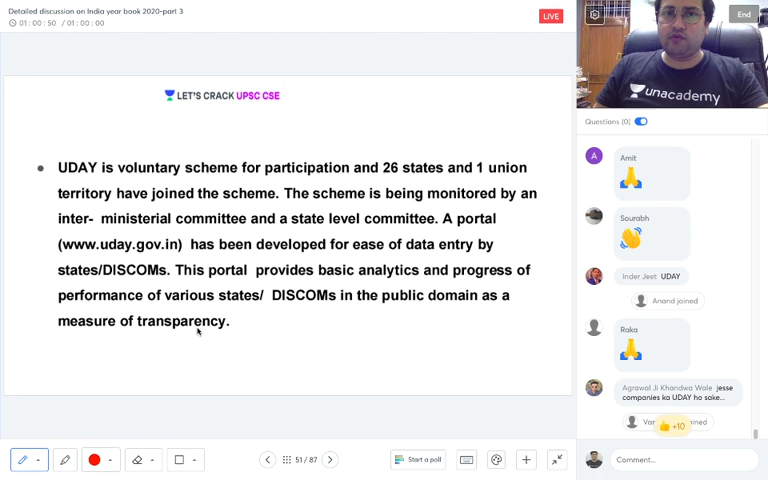 Detailed discussion on India year book 2020-part 3
01 : 00 : 50 / 01 : 00 : 00
LIVE
End
LET'S CRACK UPSC CSE
unacademy
UDAY is voluntary scheme for participation and 26 states and 1 union
territory have joined the scheme. The scheme is being monitored by an
inter- ministerial committee and a state level committee. A portal
(www.uday.gov.in) has been developed for ease of data entry by
states/DISCOMs. This portal provides basic analytics and progress of
performance of various states/ DISCOMs in the public domain as a
measure of transparency.
Questions (0)
A
Amit
Sourabh
Inder Jeet UDAY
Anand joined
Raka
Agrawal Ji Khandwa Wale jesse
companies ka UDAY ho sake...
+10
51 / 87
Start a poll
Comment...